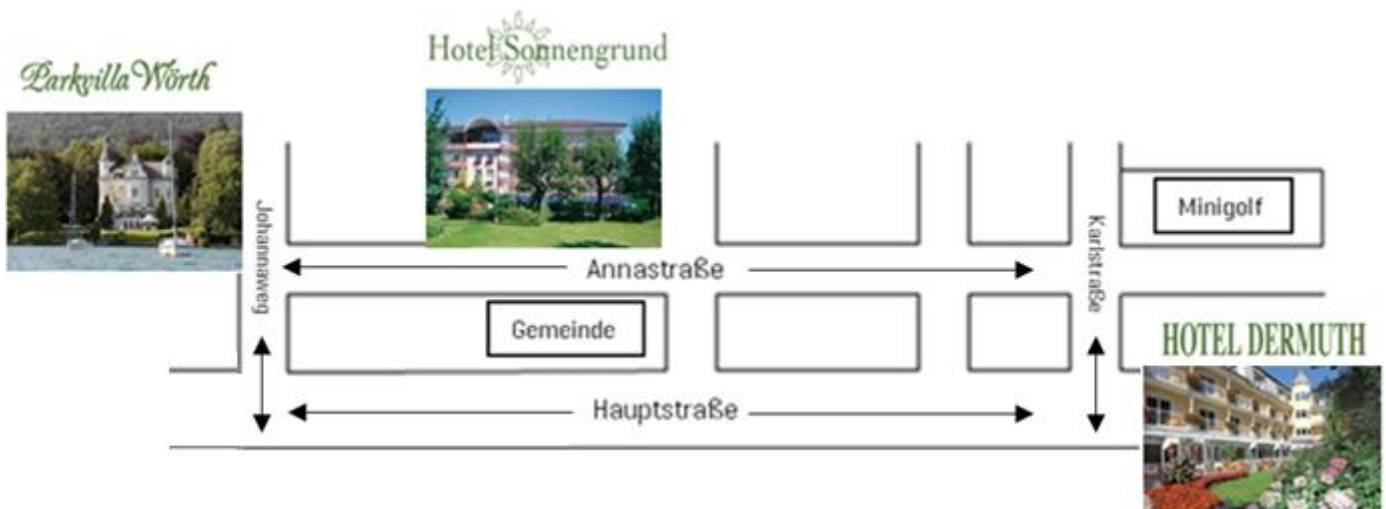 Hotel Sonnengrund
Parkvilla Wörth
Johannaweg
Karlstraße
Minigolf
Annastraße
Gemeinde
HOTEL DERMUTH
Hauptstraße